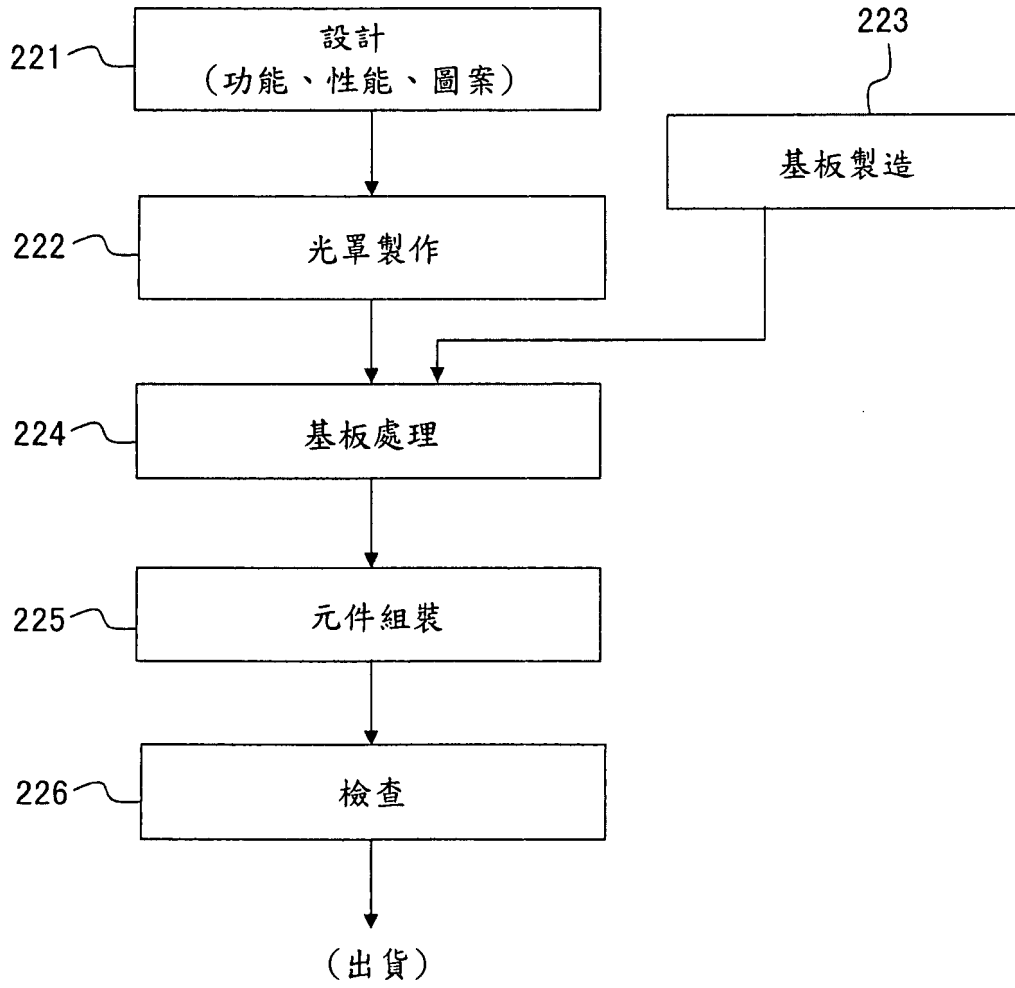 221
設計
(功能、性能、圖案)
223
基板製造
222
光罩製作
224
基板處理
225
元件組裝
226
檢查
(出貨)